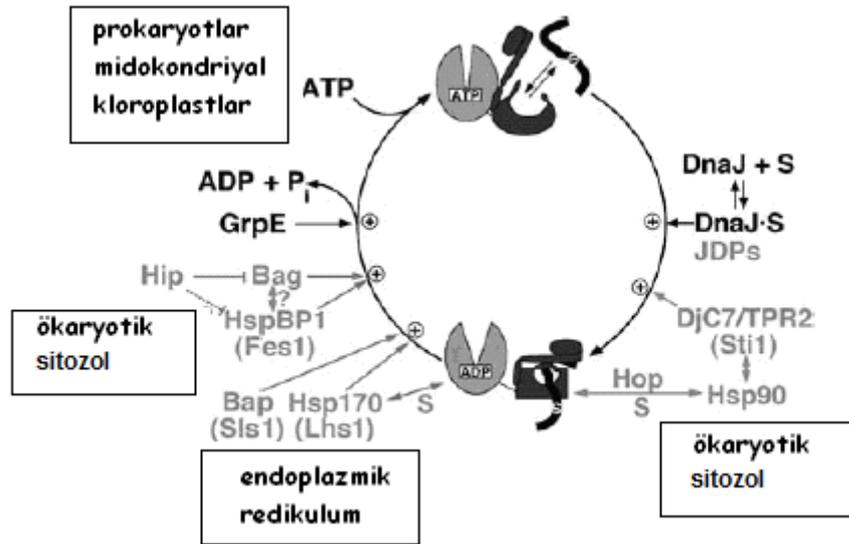 prokaryotlar
midokondriyal
kloroplastlar
ATP
ATP
S
ADP + Pi
GrpE
DnaJ + S
DnaJ·S
JDPs
Hip
Bag
?
HspBP1
(Fes1)
ökaryotik
sitozol
DjC7/TPR2
(Sti1)
ADP
Hop
S
Hsp90
Bap
(Sls1)
Hsp170
(Lhs1)
S
endoplazmik
redikulum
ökaryotik
sitozol